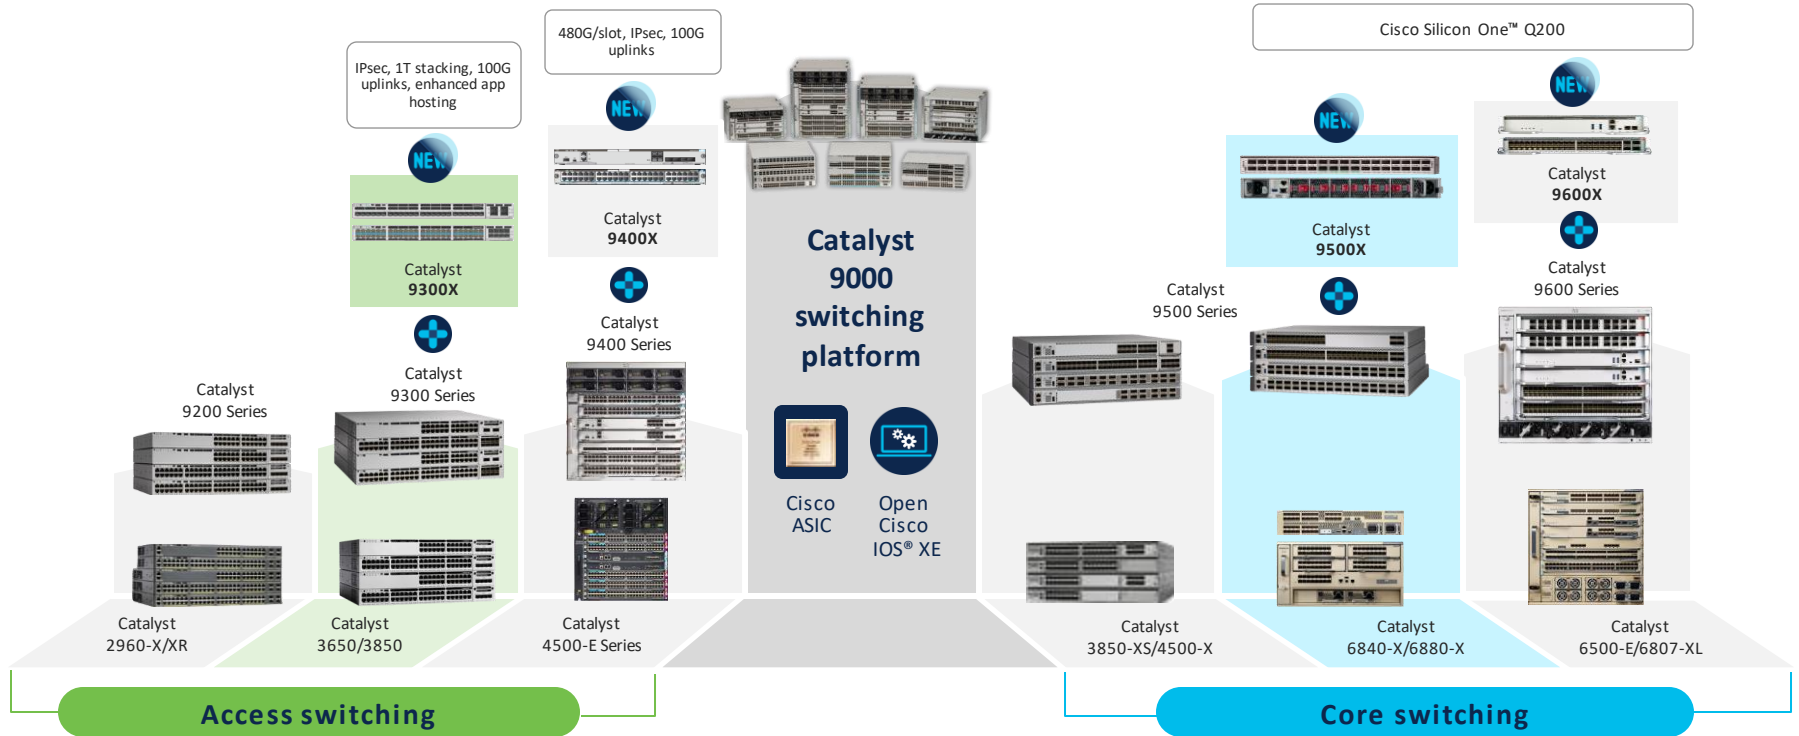 480G/slot, IPsec, 100G
uplinks
Cisco Silicon One™ Q200
IPsec, 1T stacking, 100G
uplinks, enhanced app
hosting
NEW
NEW
NEW
NEW
Catalyst
9300X
Catalyst
9400X
Catalyst
9500X
Catalyst
9600X
Catalyst
9000
switching
platform
Catalyst
9200 Series
Catalyst
9300 Series
Catalyst
9400 Series
Catalyst
9500 Series
Catalyst
9600 Series
Cisco
ASIC
Open
Cisco
IOS® XE
Catalyst
2960-X/XR
Catalyst
3650/3850
Catalyst
4500-E Series
Catalyst
3850-XS/4500-X
Catalyst
6840-X/6880-X
Catalyst
6500-E/6807-XL
Access switching
Core switching